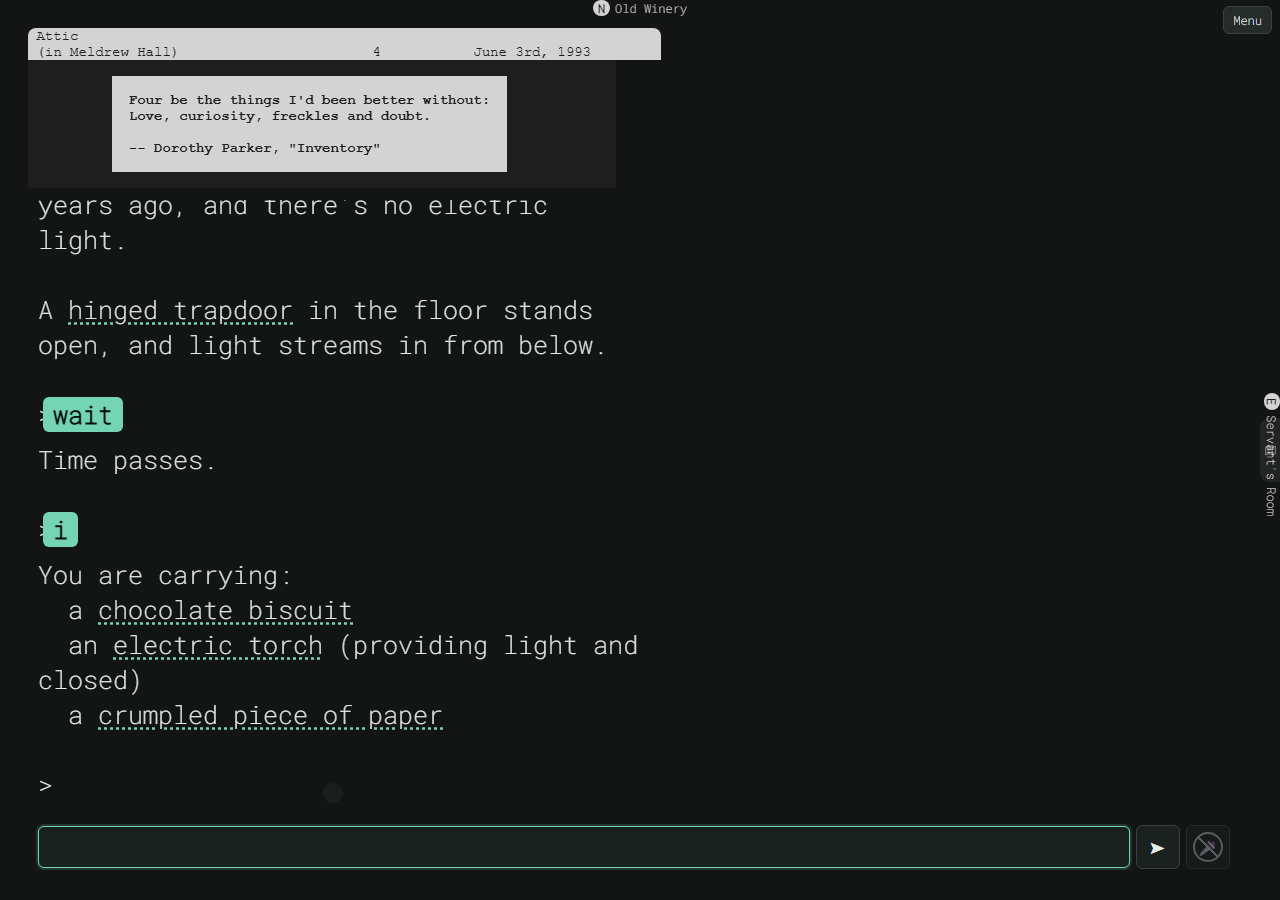 N Old Winery
Menu
Attic
(in Meldrew Hall) 4 June 3rd, 1993
Four be the things I'd been better without:
Love, curiosity, freckles and doubt.
-- Dorothy Parker, "Inventory"
years ago, and there's no electric
light.
A hinged trapdoor in the floor stands
open, and light streams in from below.
>wait
Time passes.
>i
You are carrying:
a chocolate biscuit
an electric torch (providing light and
closed)
a crumpled piece of paper
>
E Servant's Room